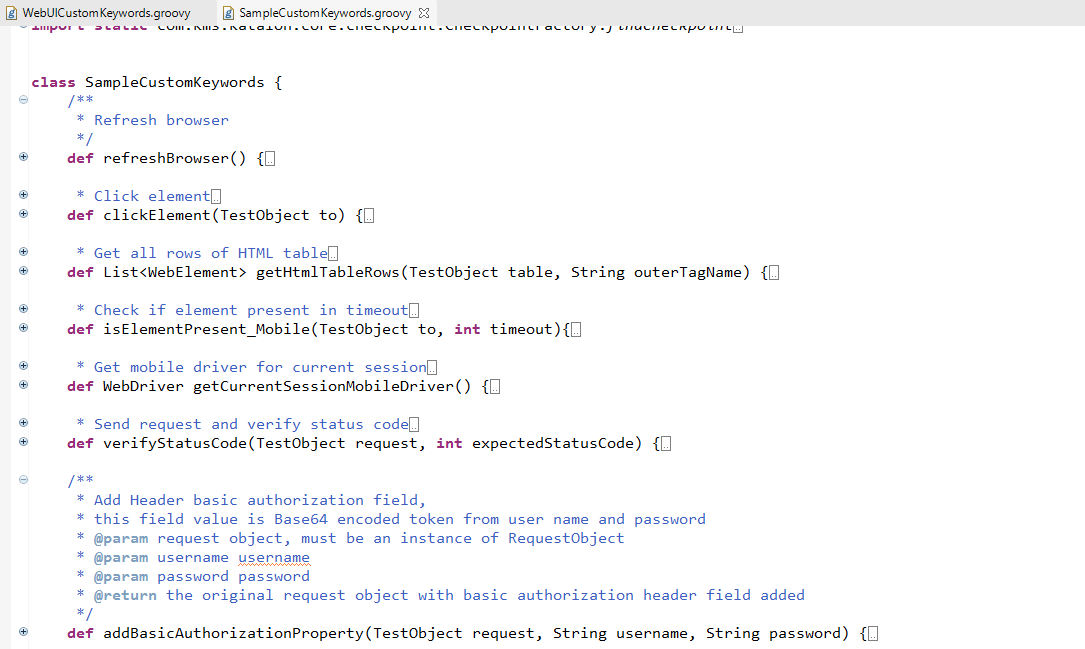 WebUICustomKeywords.groovy SampleCustomKeywords.groovy
import static com.kms.katalon.core.checkpoint.CheckpointFactory.findCheckpoint
class SampleCustomKeywords {
/**
* Refresh browser
*/
def refreshBrowser() {
* Click element
def clickElement(TestObject to) {
* Get all rows of HTML table
def List<WebElement> getHtmlTableRows(TestObject table, String outerTagName) {
* Check if element present in timeout
def isElementPresent_Mobile(TestObject to, int timeout){
* Get mobile driver for current session
def WebDriver getCurrentSessionMobileDriver() {
* Send request and verify status code
def verifyStatusCode(TestObject request, int expectedStatusCode) {
/**
* Add Header basic authorization field,
* this field value is Base64 encoded token from user name and password
* @param request object, must be an instance of RequestObject
* @param username username
* @param password password
* @return the original request object with basic authorization header field added
*/
def addBasicAuthorizationProperty(TestObject request, String username, String password) {